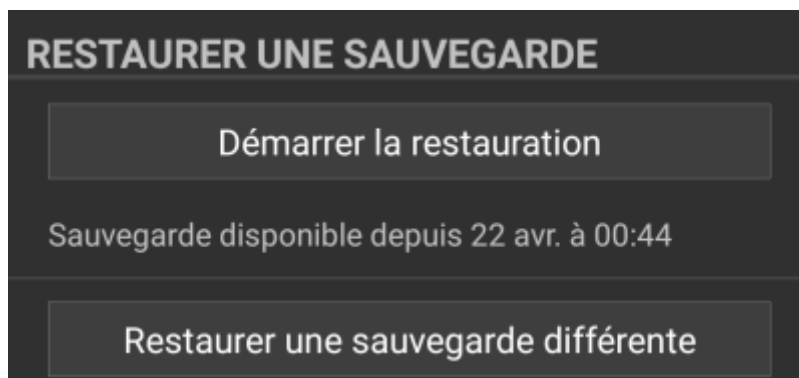 RESTAURER UNE SAUVEGARDE
Démarrer la restauration
Sauvegarde disponible depuis 22 avr. à 00:44
Restaurer une sauvegarde différente